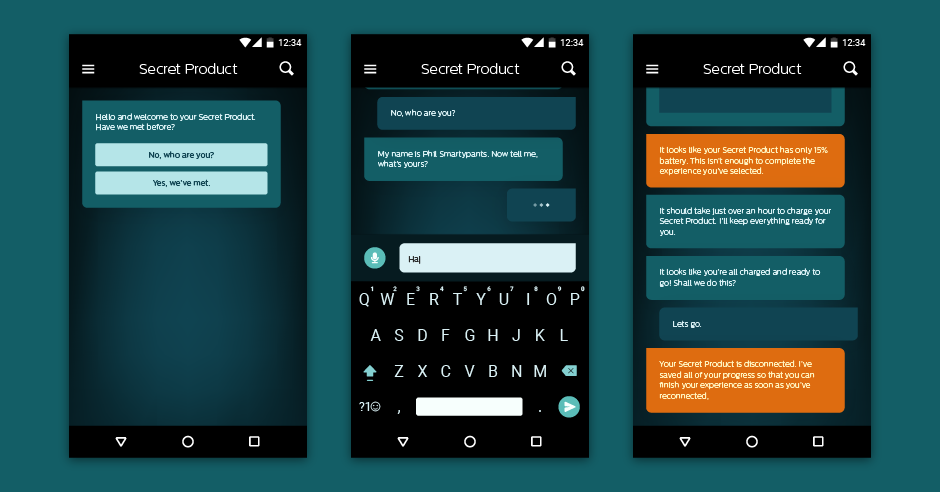 12:34
Secret Product
Hello and welcome to your Secret Product.
Have we met before?
No, who are you?
Yes, we've met.
12:34
Secret Product
No, who are you?
My name is Phil Smartypants. Now tell me,
what's yours?
Ha
1 2 3 4 5 6 7 8 9 0
Q W E R T Y U I O P
A S D F G H J K L
Z X C V B N M
?1☺ , .
12:34
Secret Product
It looks like your Secret Product has only 15%
battery. This isn't enough to complete the
experience you've selected.
It should take just over an hour to charge your
Secret Product. I'll keep everything ready for
you.
It looks like you're all charged and ready to
go! Shall we do this?
Lets go.
Your Secret Product is disconnected. I've
saved all of your progress so that you can
finish your experience as soon as you've
reconnected,